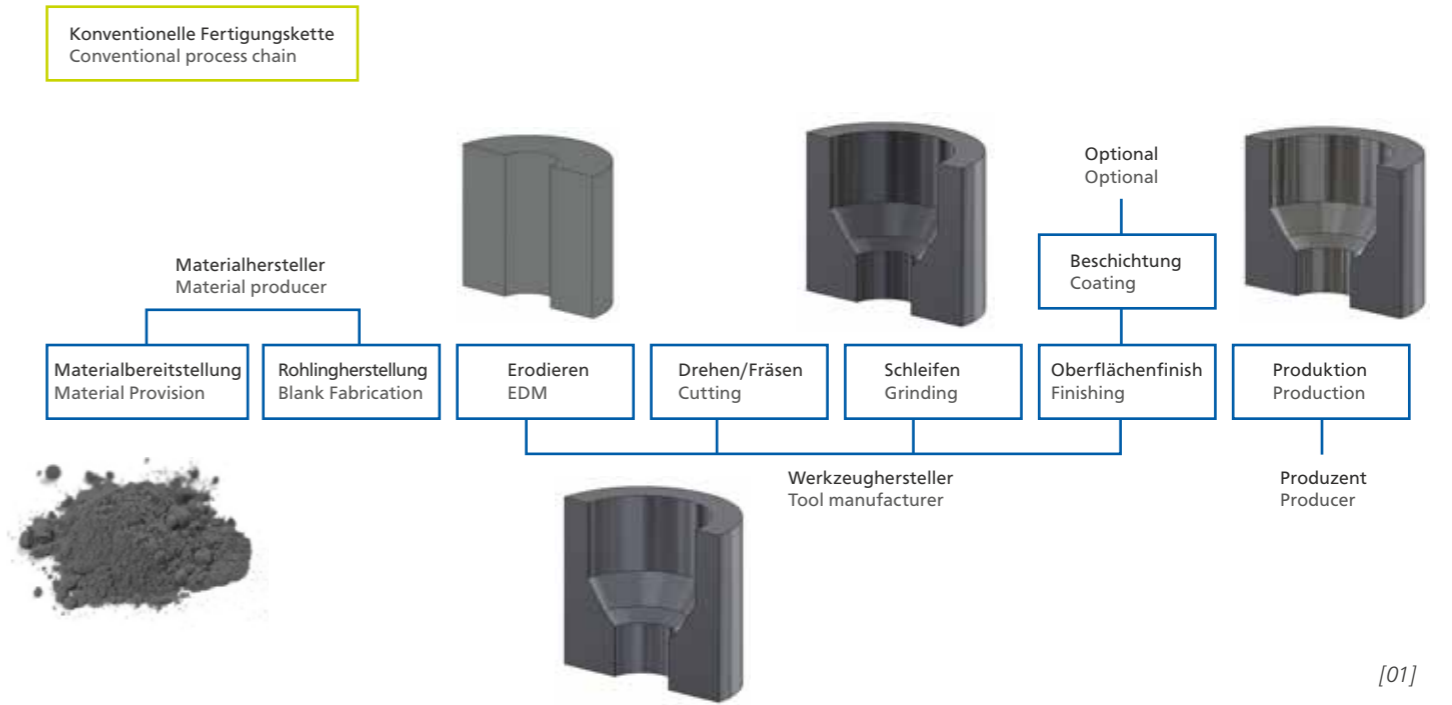 Konventionelle Fertigungskette
Conventional process chain
Optional
Optional
Beschichtung
Coating
Materialhersteller
Material producer
Materialbereitstellung
Material Provision
Rohlingherstellung
Blank Fabrication
Erodieren
EDM
Drehen/Fräsen
Cutting
Schleifen
Grinding
Oberflächenfinish
Finishing
Produktion
Production
Werkzeughersteller
Tool manufacturer
Produzent
Producer
[01]